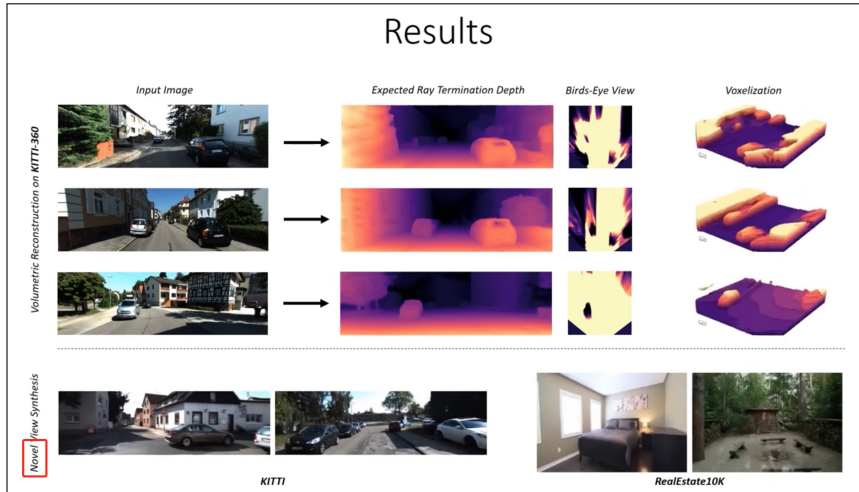 Results
Input Image
Expected Ray Termination Depth
Birds-Eye View
Voxelization
Volumetric Reconstruction on KITTI-360
Novel View Synthesis
KITTI
RealEstate10K